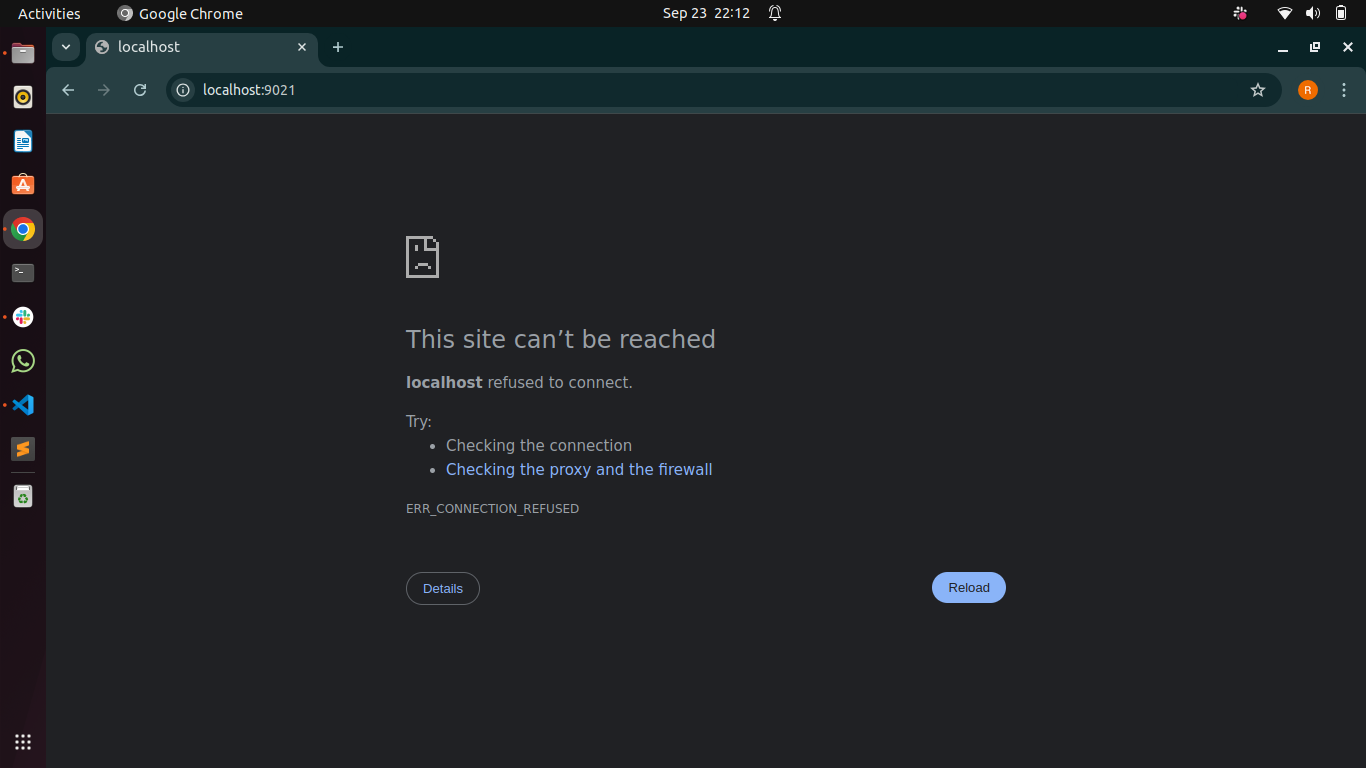 Activities
Google Chrome
Sep 23 22:12
localhost
localhost:9021
R
This site can’t be reached
localhost refused to connect.
Try:
• Checking the connection
• Checking the proxy and the firewall
ERR_CONNECTION_REFUSED
Details
Reload